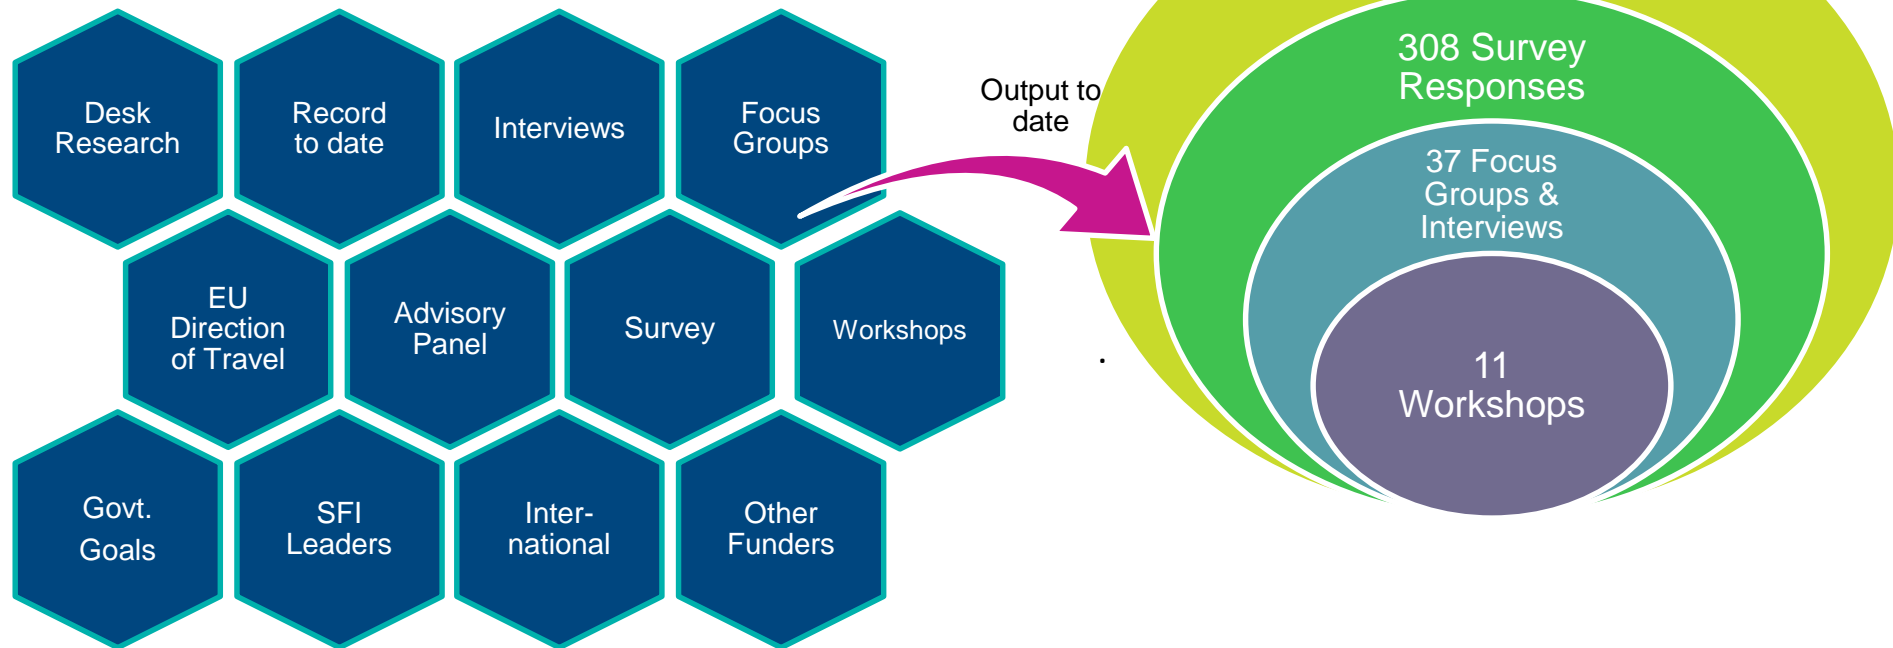 Desk
Research
Record
to date
Interviews
Focus
Groups
EU
Direction
of Travel
Advisory
Panel
Survey
Workshops
Govt.
Goals
SFI
Leaders
Inter-
national
Other
Funders
Output to
date
308 Survey
Responses
37 Focus
Groups &
Interviews
11
Workshops
.